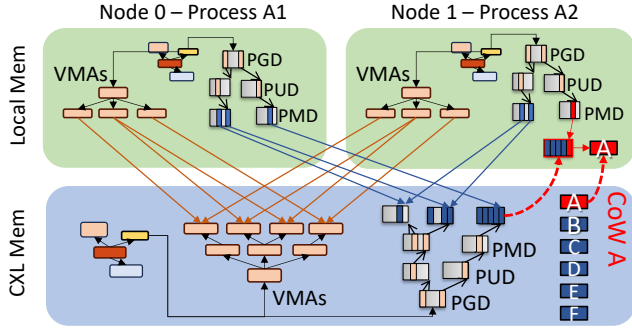 Node 0 – Process A1
Node 1 – Process A2
Local Mem
VMAs
PGD
PUD
PMD
VMAs
PGD
PUD
PMD
A
CXL Mem
VMAs
PMD
PUD
PGD
A
B
C
D
E
F
CoW A